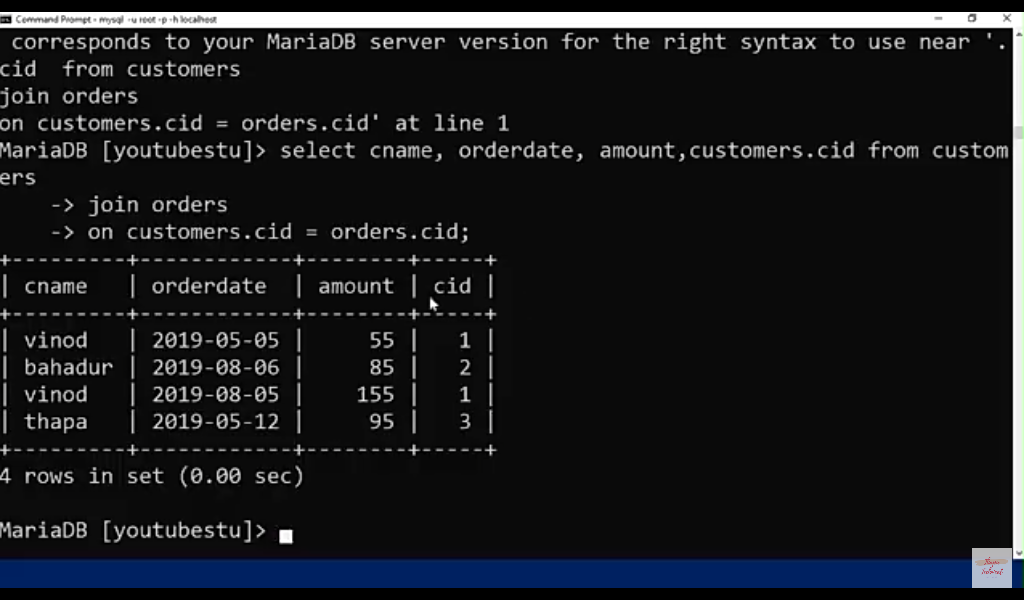 Command Prompt - mysql -u root -p -h localhost
corresponds to your MariaDB server version for the right syntax to use near '.
cid  from customers
join orders
on customers.cid = orders.cid' at line 1
MariaDB [youtubestu]> select cname, orderdate, amount,customers.cid from custom
ers
    -> join orders
    -> on customers.cid = orders.cid;
+---------+------------+--------+-----+
| cname   | orderdate  | amount | cid |
+---------+------------+--------+-----+
| vinod   | 2019-05-05 |     55 |   1 |
| bahadur | 2019-08-06 |     85 |   2 |
| vinod   | 2019-08-05 |    155 |   1 |
| thapa   | 2019-05-12 |     95 |   3 |
+---------+------------+--------+-----+
4 rows in set (0.00 sec)
MariaDB [youtubestu]>